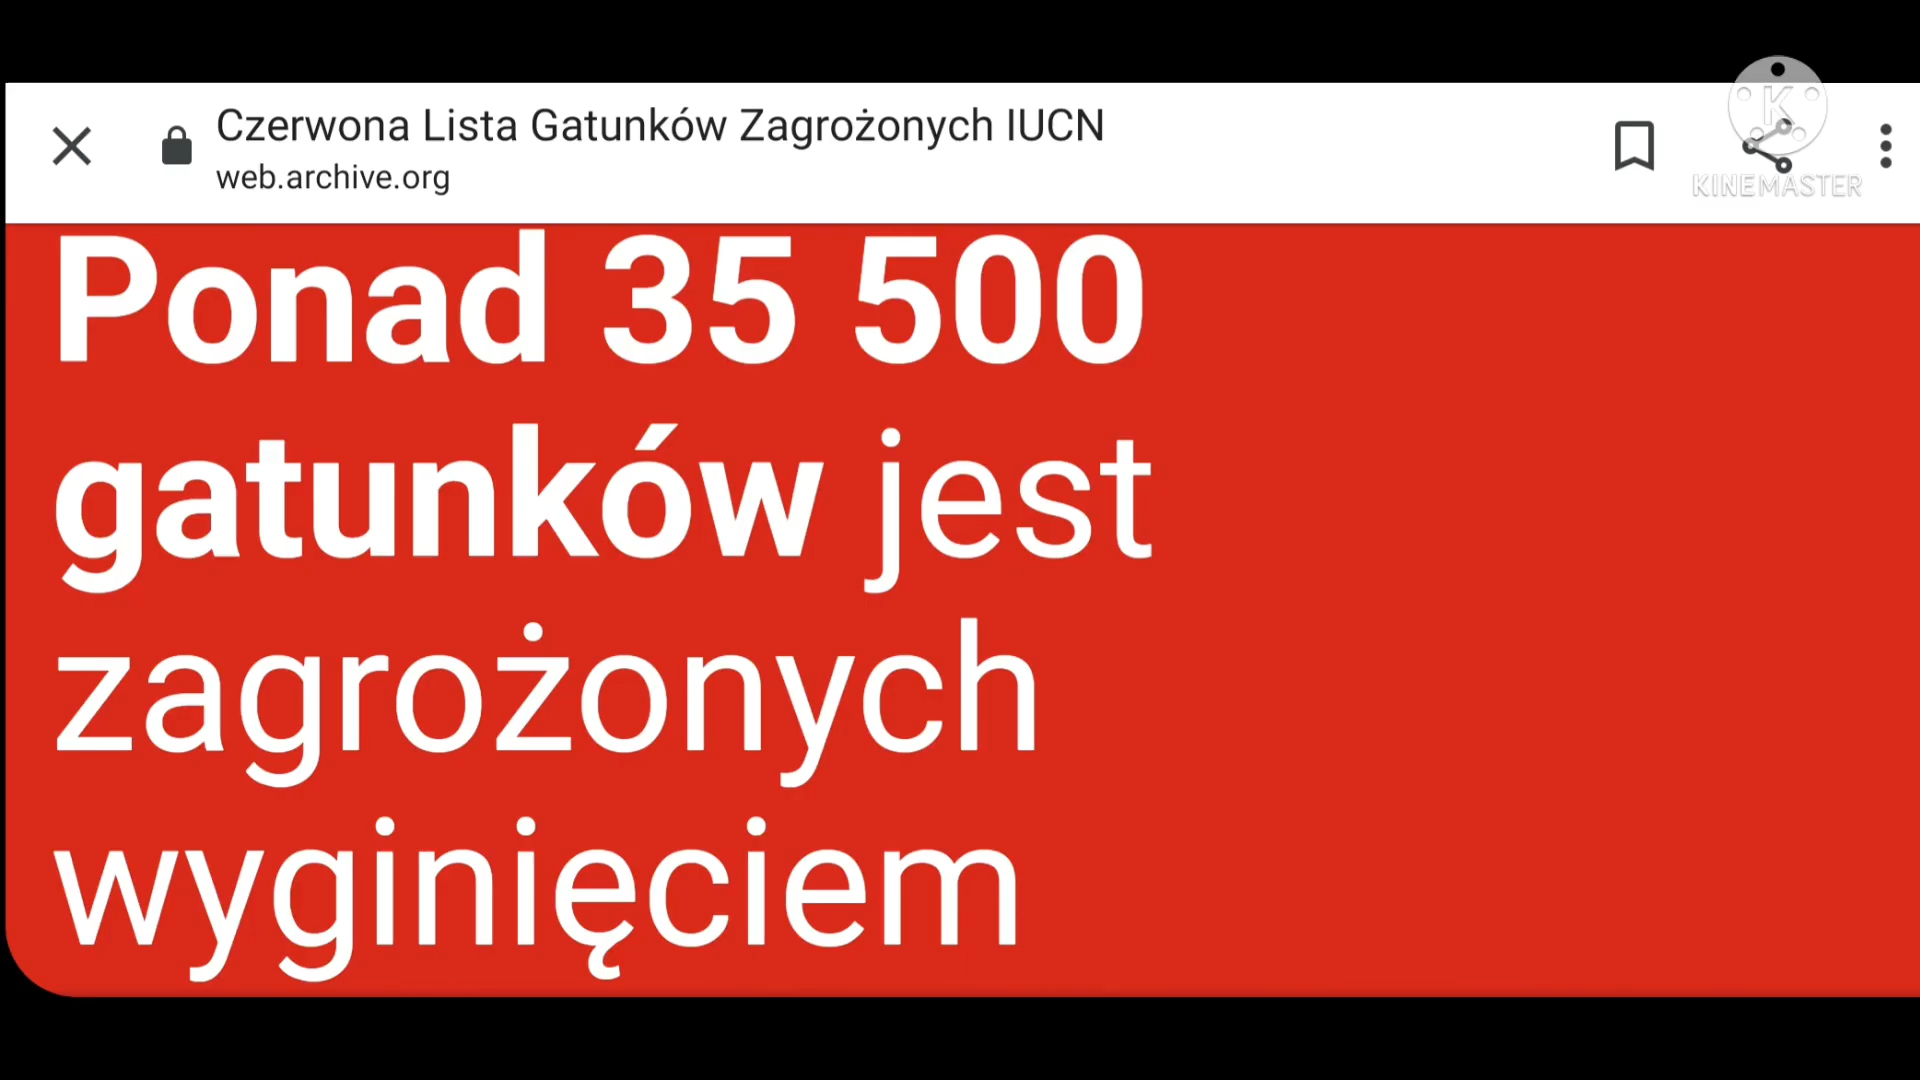 Czerwona Lista Gatunków Zagrożonych IUCN
web.archive.org
K
KINEMASTER
Ponad 35 500
gatunków jest
zagrożonych
wyginięciem